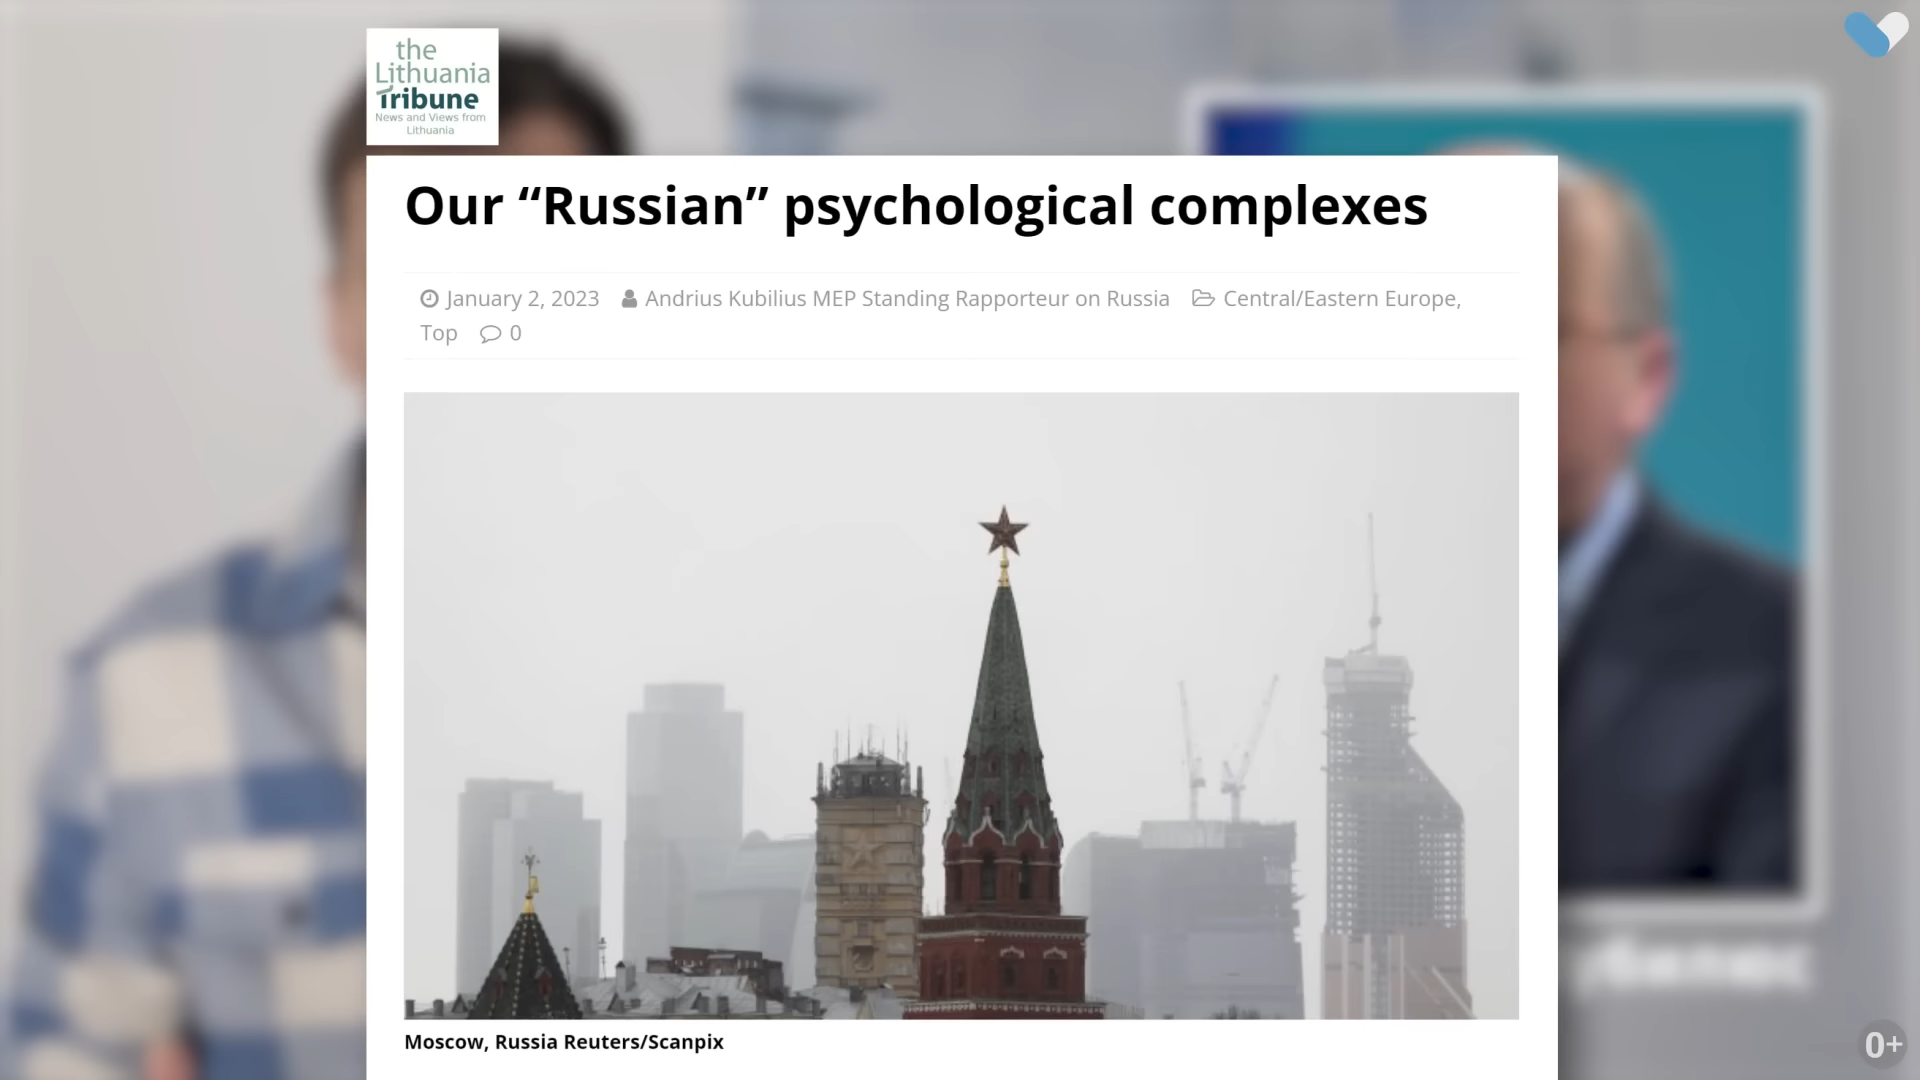 the
Lithuania
Tribune
News and Views from
Lithuania
Our “Russian” psychological complexes
January 2, 2023 Andrius Kubilius MEP Standing Rapporteur on Russia Central/Eastern Europe,
Top 0
Moscow, Russia Reuters/Scanpix
0+